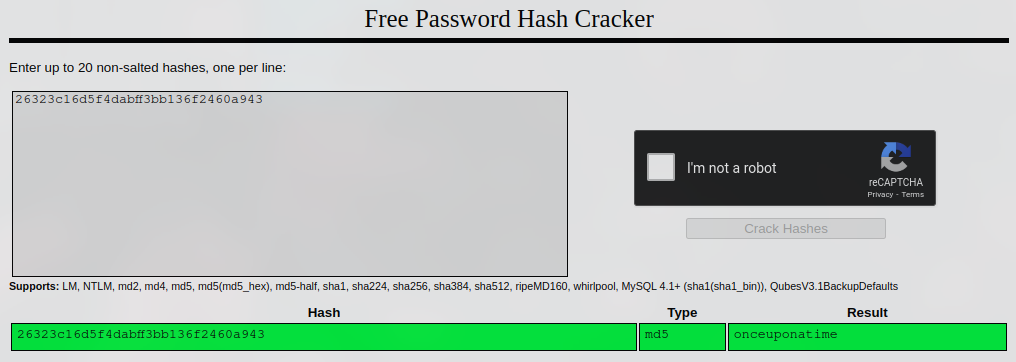 Free Password Hash Cracker
Enter up to 20 non-salted hashes, one per line:
26323c16d5f4dabff3bb136f2460a943
I'm not a robot
reCAPTCHA
Privacy - Terms
Crack Hashes
Supports: LM, NTLM, md2, md4, md5, md5(md5_hex), md5-half, sha1, sha224, sha256, sha384, sha512, ripeMD160, whirlpool, MySQL 4.1+ (sha1(sha1_bin)), QubesV3.1BackupDefaults
Hash Type Result
26323c16d5f4dabff3bb136f2460a943 md5 onceuponatime